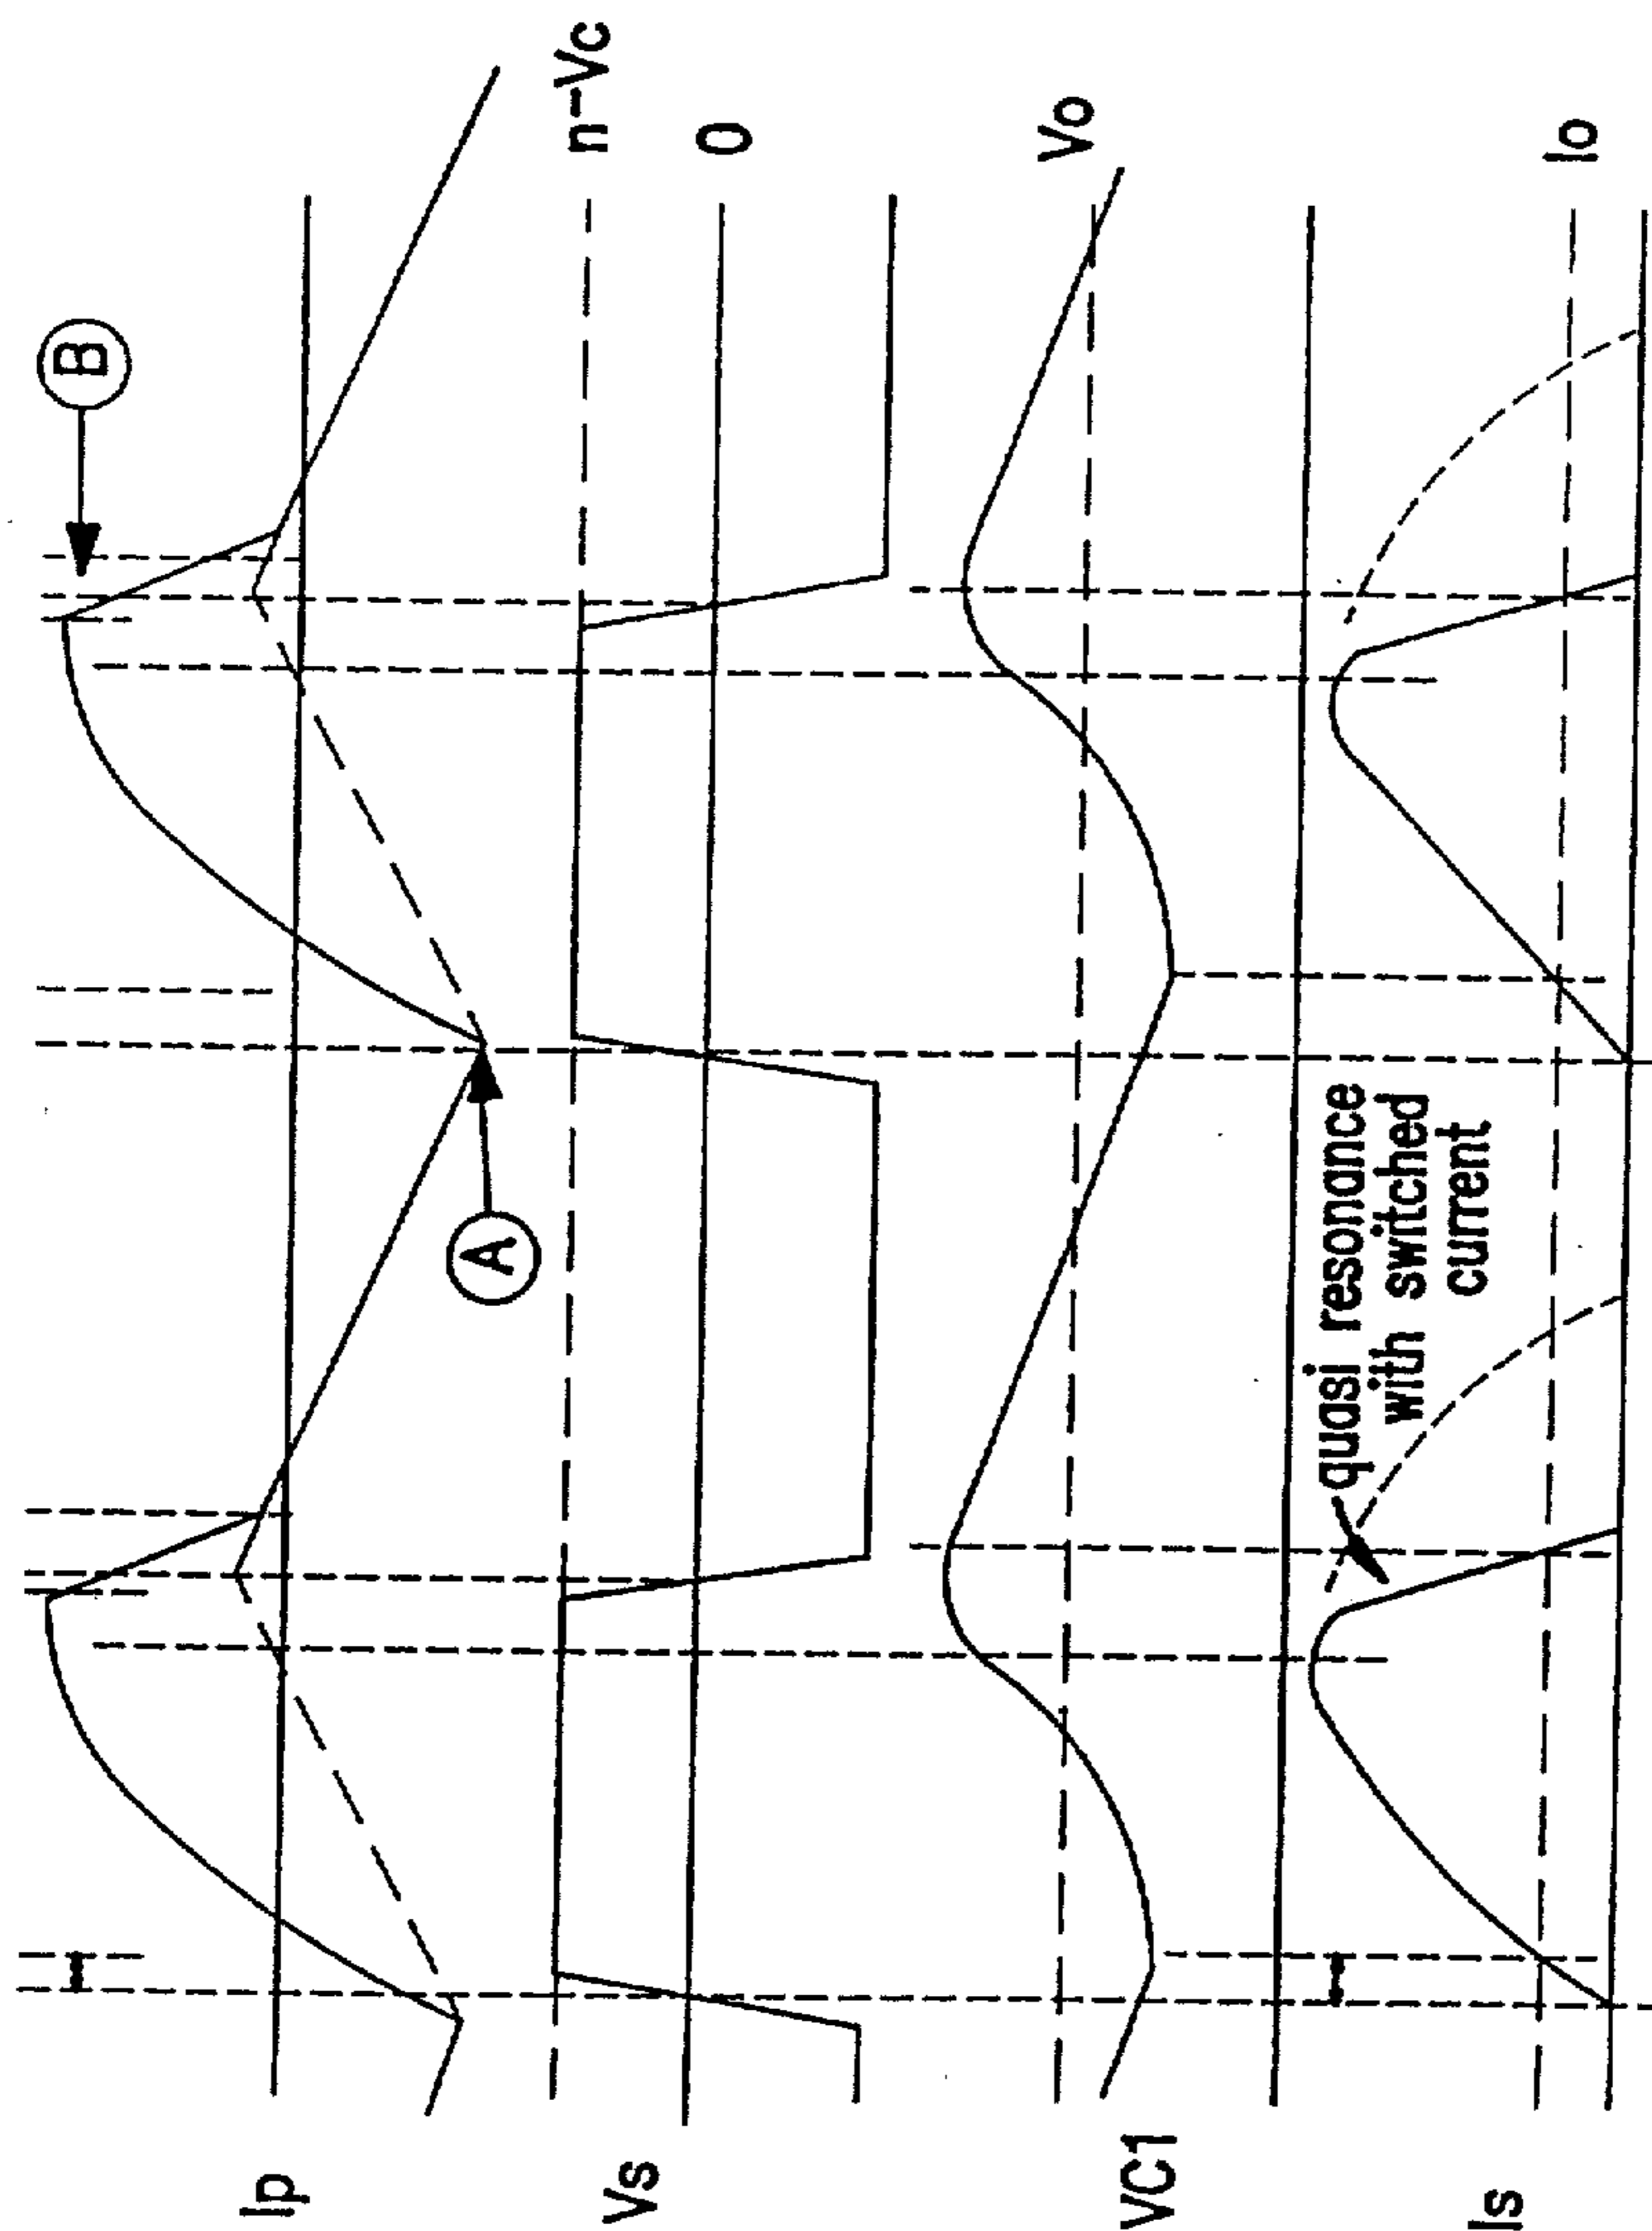 Ip
B
A
Vs
n-Vc
0
VC1
Vo
quasi resonance
with switched
current
Is
Io